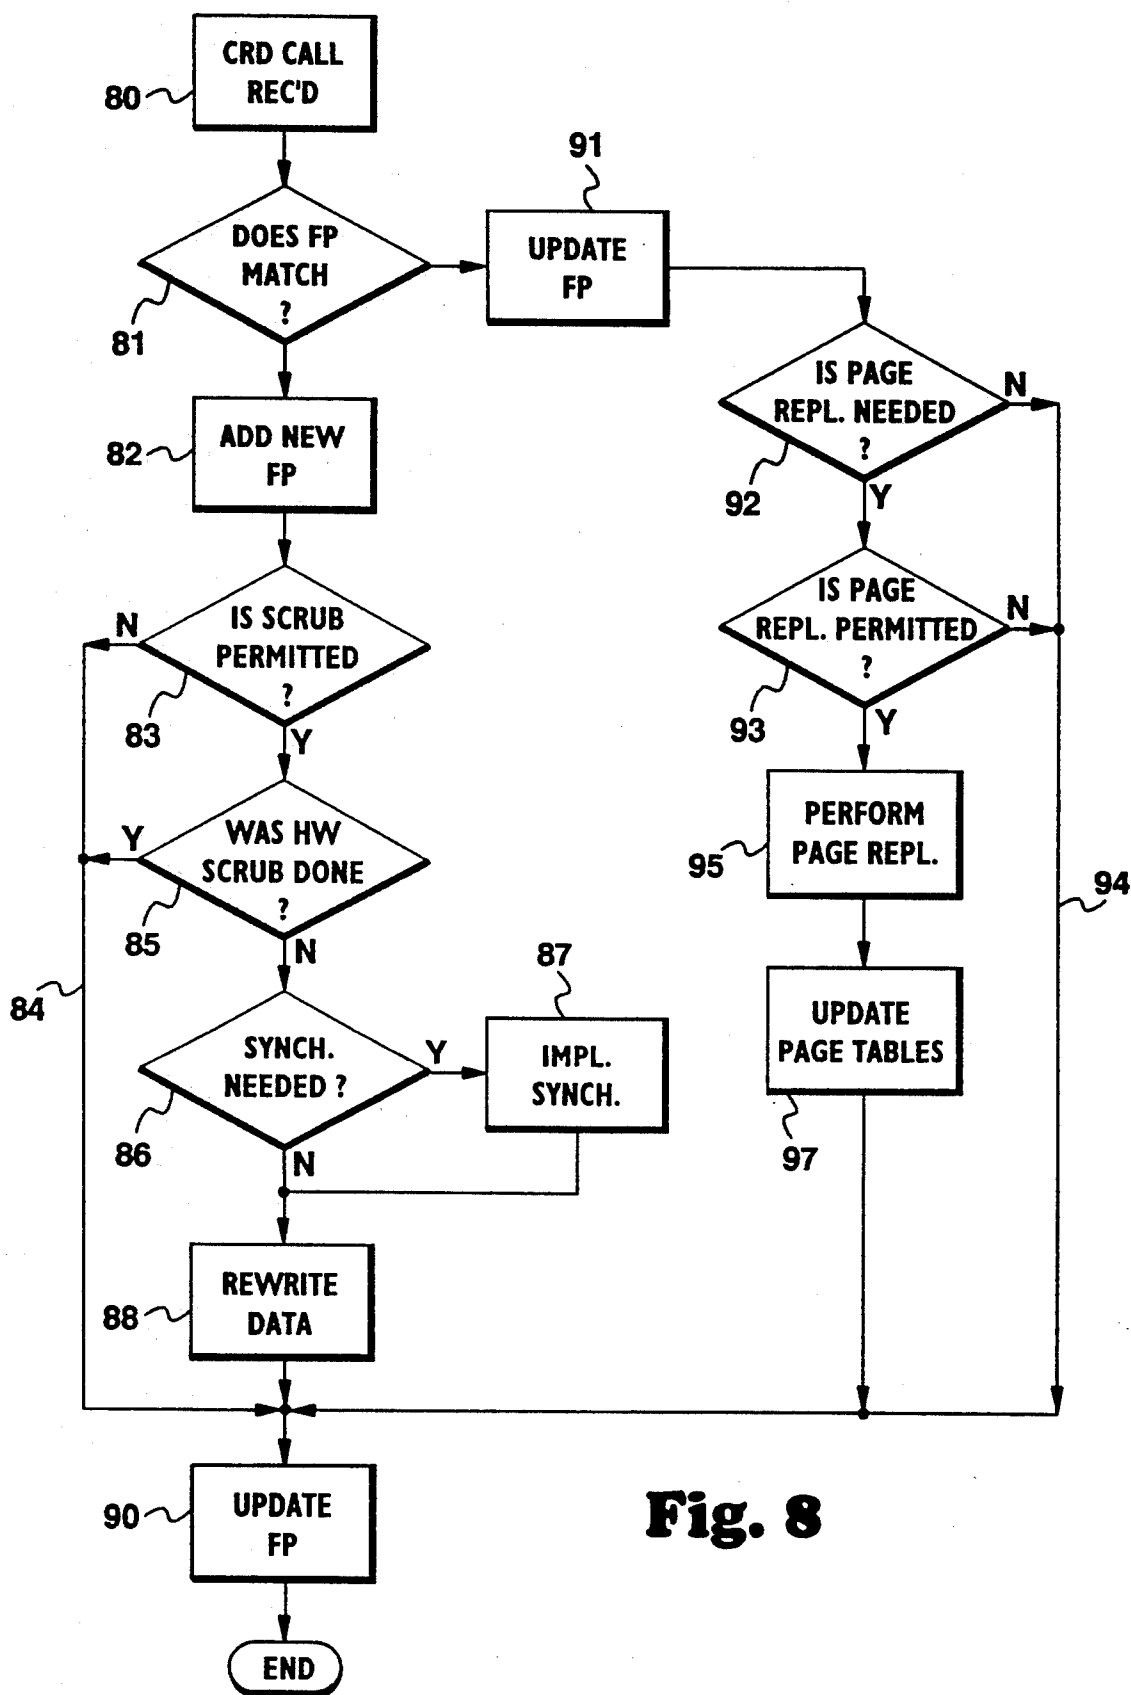 CRD CALL
REC'D
80
91
DOES FP
MATCH
?
81
UPDATE
FP
IS PAGE
REPL. NEEDED
?
N
92
Y
82
ADD NEW
FP
N
IS SCRUB
PERMITTED
?
83
Y
IS PAGE
REPL. PERMITTED
?
N
93
Y
Y
WAS HW
SCRUB DONE
?
85
N
PERFORM
PAGE REPL.
95
94
84
87
SYNCH.
NEEDED ?
Y
86
N
IMPL.
SYNCH.
UPDATE
PAGE TABLES
97
REWRITE
DATA
88
90
UPDATE
FP
Fig. 8
END